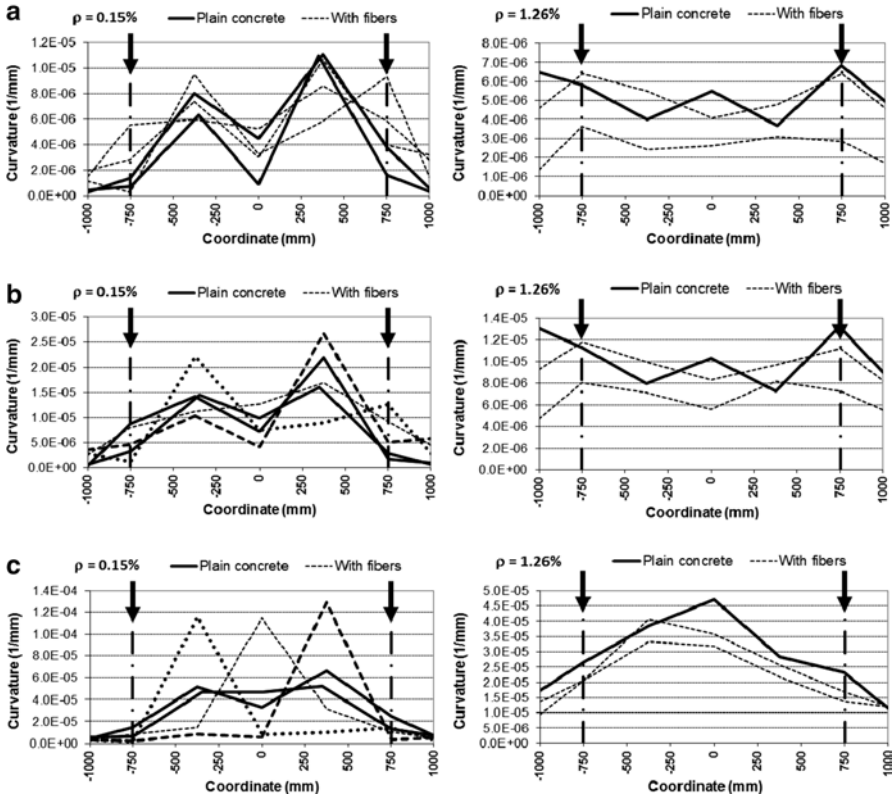 a
ρ = 0.15% Plain concrete With fibers
Curvature (1/mm)
1.2E-05
1.0E-05
8.0E-06
6.0E-06
4.0E-06
2.0E-06
0.0E+00
-1000 -750 -500 -250 0 250 500 750 1000
Coordinate (mm)
ρ = 1.26% Plain concrete With fibers
Curvature (1/mm)
8.0E-06
7.0E-06
6.0E-06
5.0E-06
4.0E-06
3.0E-06
2.0E-06
1.0E-06
0.0E+00
-1000 -750 -500 -250 0 250 500 750 1000
Coordinate (mm)
b
ρ = 0.15% Plain concrete With fibers
Curvature (1/mm)
3.0E-05
2.5E-05
2.0E-05
1.5E-05
1.0E-05
5.0E-06
0.0E+00
-1000 -750 -500 -250 0 250 500 750 1000
Coordinate (mm)
ρ = 1.26% Plain concrete With fibers
Curvature (1/mm)
1.4E-05
1.2E-05
1.0E-05
8.0E-06
6.0E-06
4.0E-06
2.0E-06
0.0E+00
-1000 -750 -500 -250 0 250 500 750 1000
Coordinate (mm)
c
ρ = 0.15% Plain concrete With fibers
Curvature (1/mm)
1.4E-04
1.2E-04
1.0E-04
8.0E-05
6.0E-05
4.0E-05
2.0E-05
0.0E+00
-1000 -750 -500 -250 0 250 500 750 1000
Coordinate (mm)
ρ = 1.26% Plain concrete With fibers
Curvature (1/mm)
5.0E-05
4.5E-05
4.0E-05
3.5E-05
3.0E-05
2.5E-05
2.0E-05
1.5E-05
1.0E-05
5.0E-06
0.0E+00
-1000 -750 -500 -250 0 250 500 750 1000
Coordinate (mm)